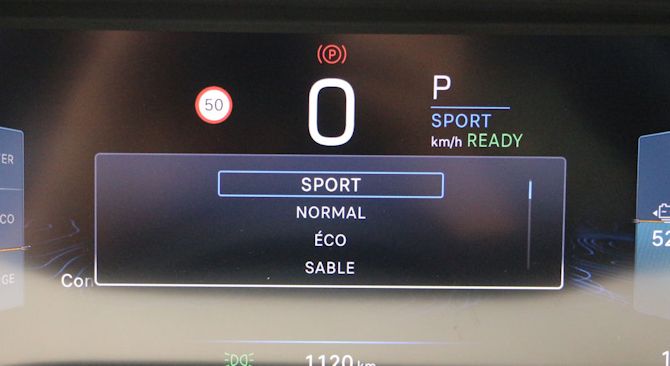 (P)
50
0
P
SPORT
km/h READY
SPORT
NORMAL
ÉCO
SABLE
1120 km